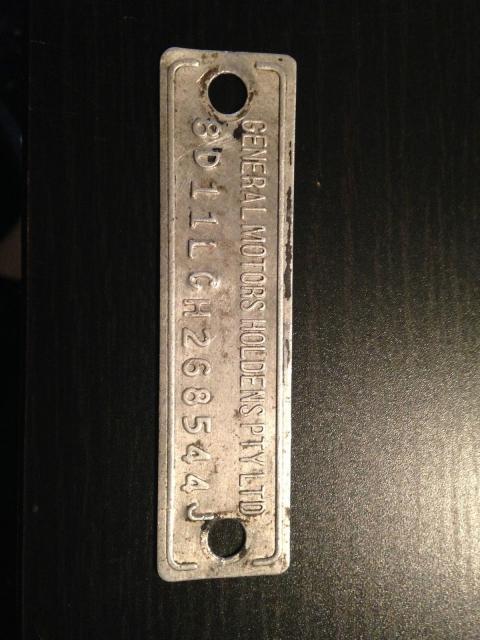 GENERAL MOTORS HOLDENS PTY LTD
8D11LCH268544J